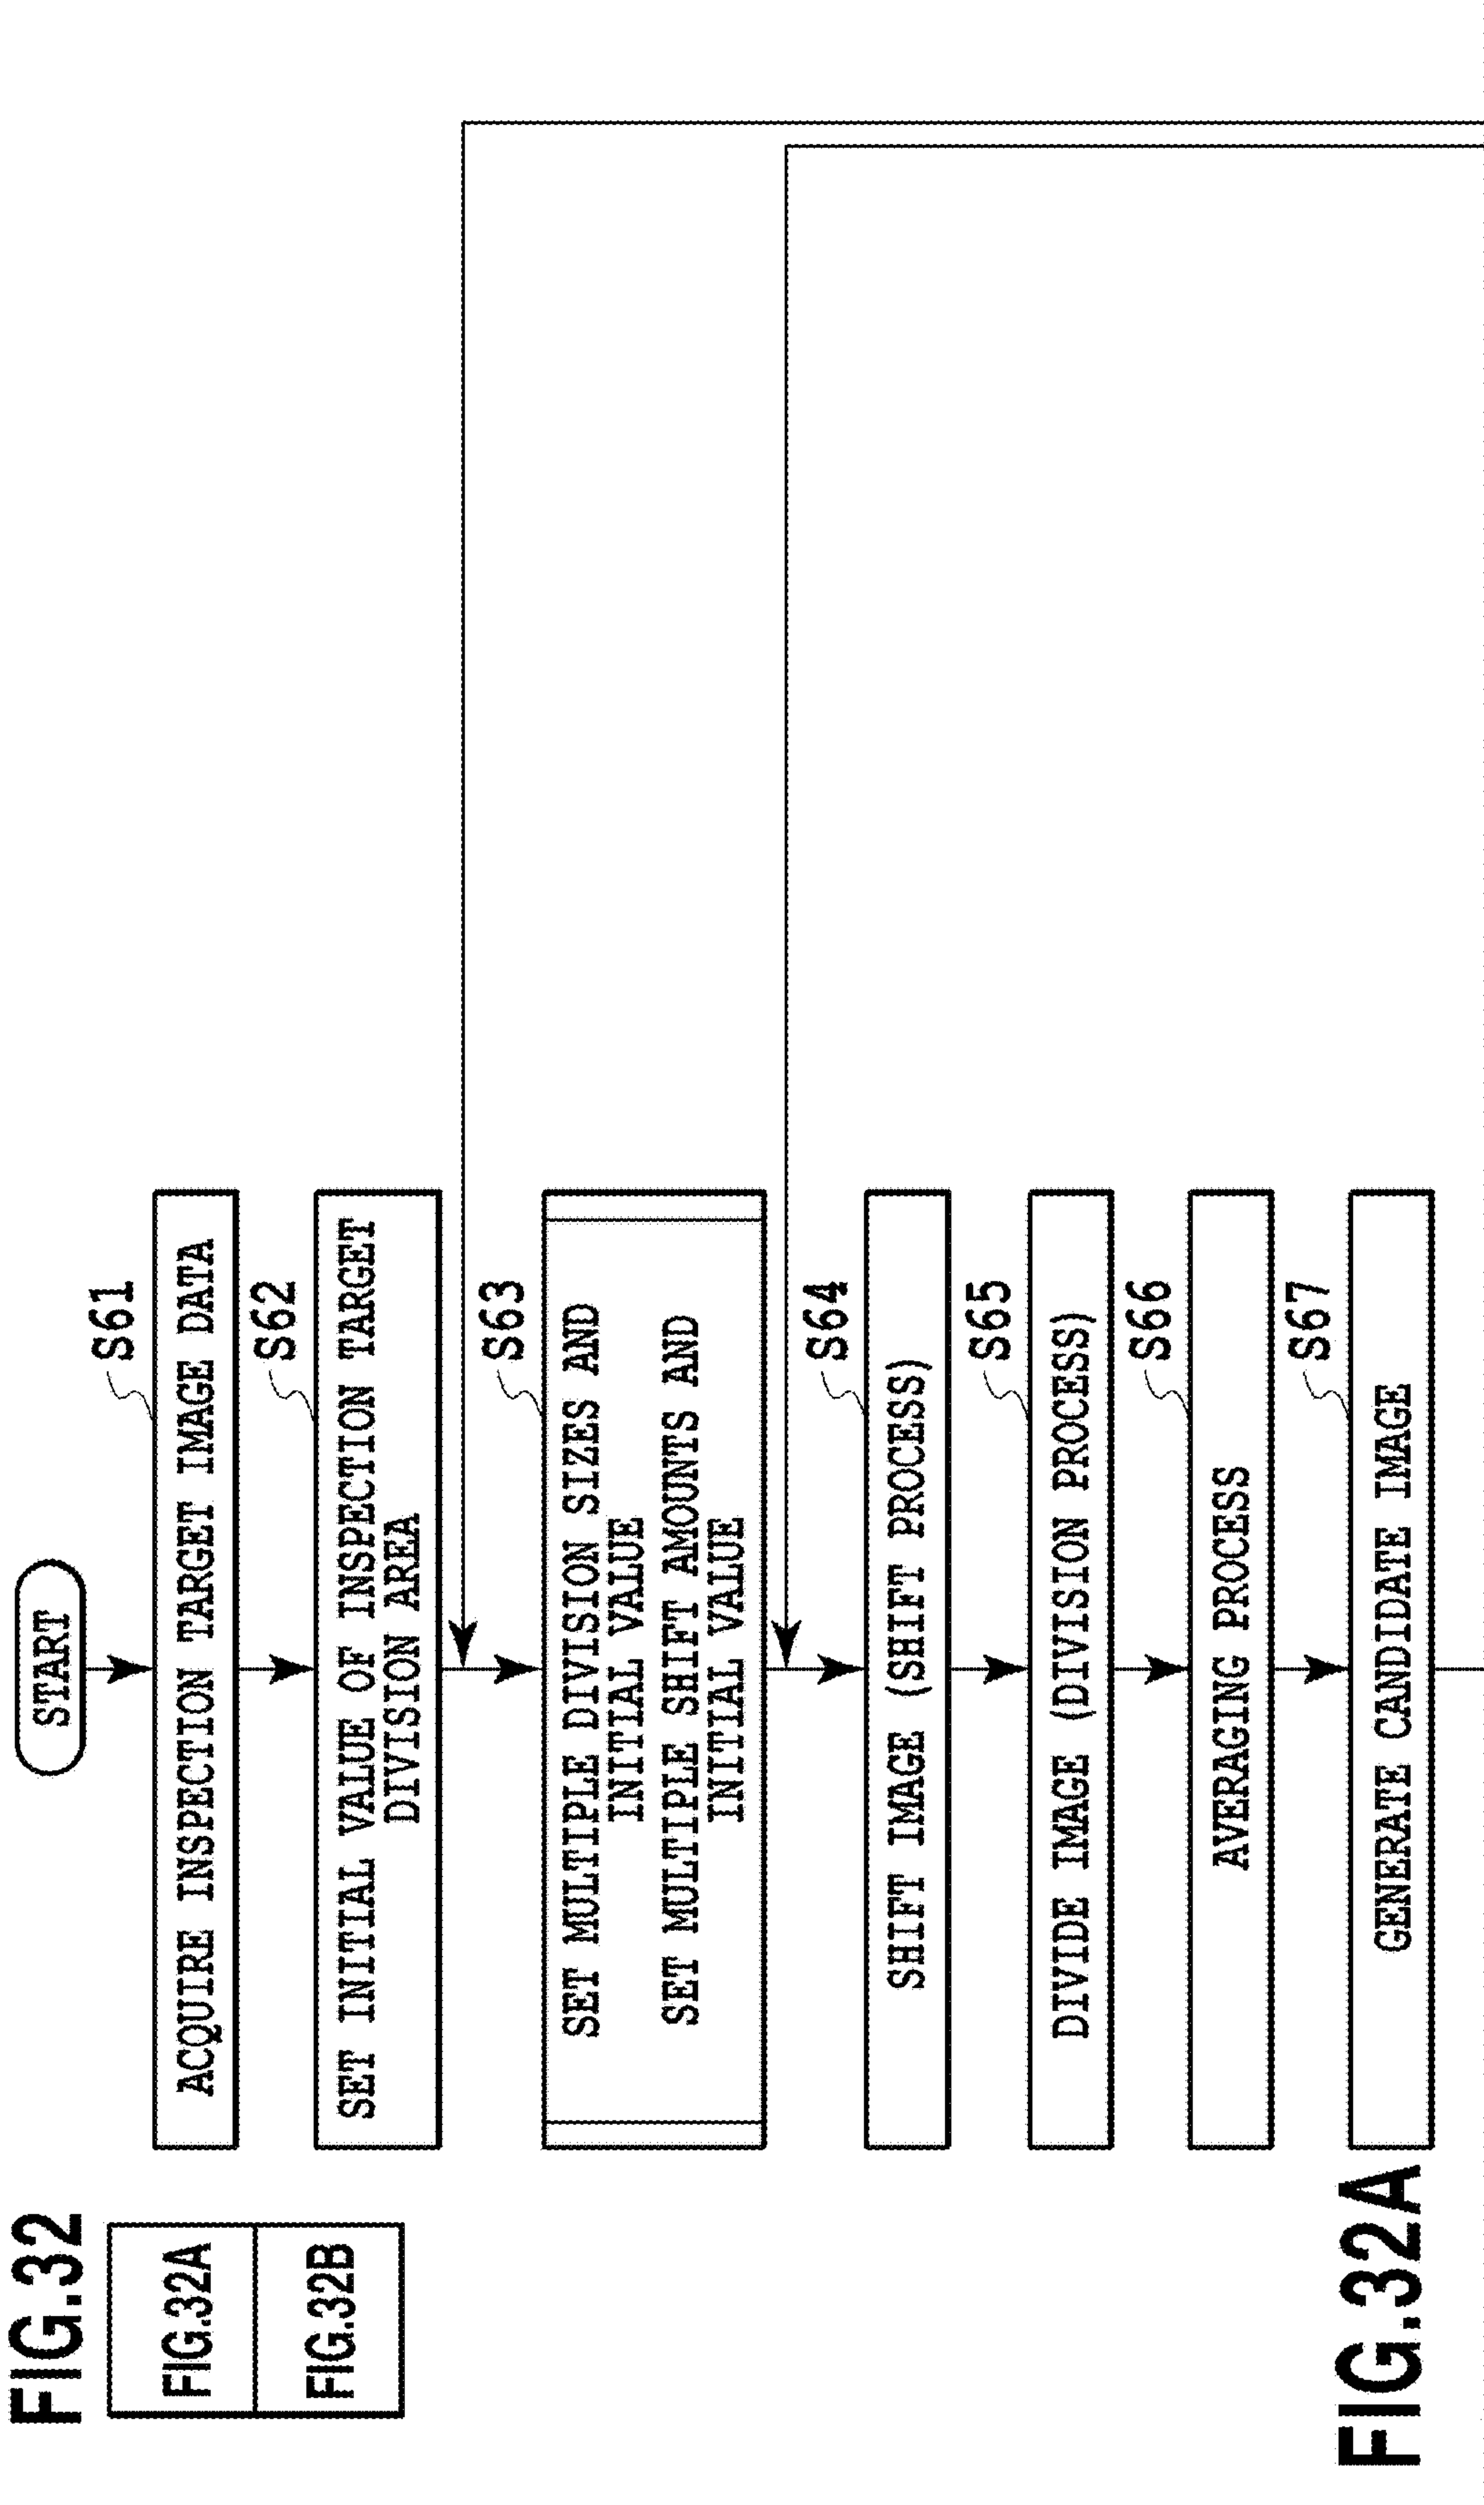 FIG.32
FIG.32A
FIG.32B
START
S61
ACQUIRE INSPECTION TARGET IMAGE DATA
S62
SET INITIAL VALUE OF INSPECTION TARGET
DIVISION AREA
S63
SET MULTIPLE DIVISION SIZES AND
INITIAL VALUE
SET MULTIPLE SHIFT AMOUNTS AND
INITIAL VALUE
S64
SHIFT IMAGE (SHIFT PROCESS)
S65
DIVIDE IMAGE (DIVISION PROCESS)
S66
AVERAGING PROCESS
S67
GENERATE CANDIDATE IMAGE
FIG.32A